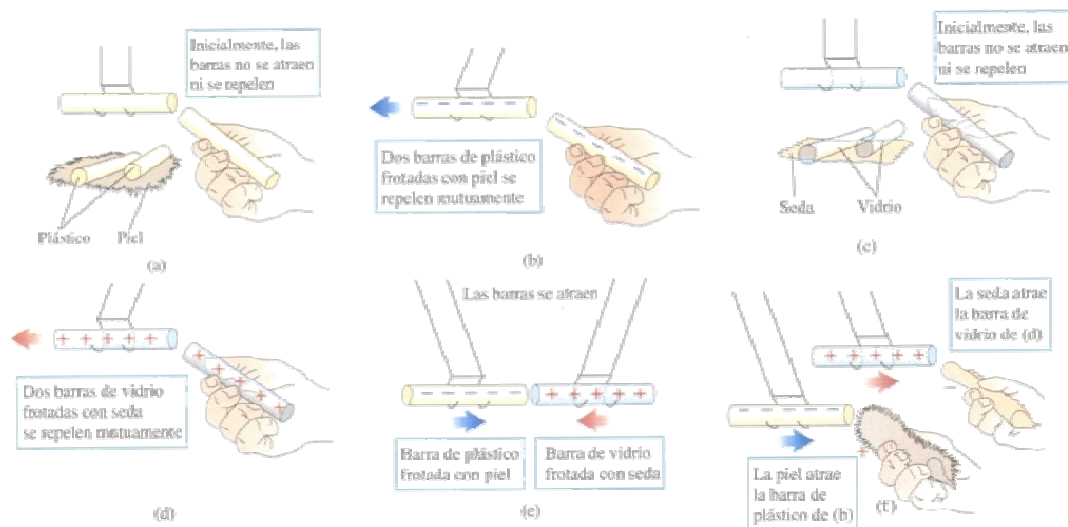 Inicialmente, las
barras no se atraen
ni se repelen
Plástico
Piel
(a)
Dos barras de plástico
frotadas con piel se
repelen mutuamente
(b)
Inicialmente, las
barras no se atraen
ni se repelen
Seda
Vidrio
(c)
Dos barras de vidrio
frotadas con seda
se repelen mutuamente
(d)
Las barras se atraen
Barra de plástico
frotada con piel
Barra de vidrio
frotada con seda
(e)
La seda atrae
la barra de
vidrio de (d)
La piel atrae
la barra de
plástico de (b)
(f)